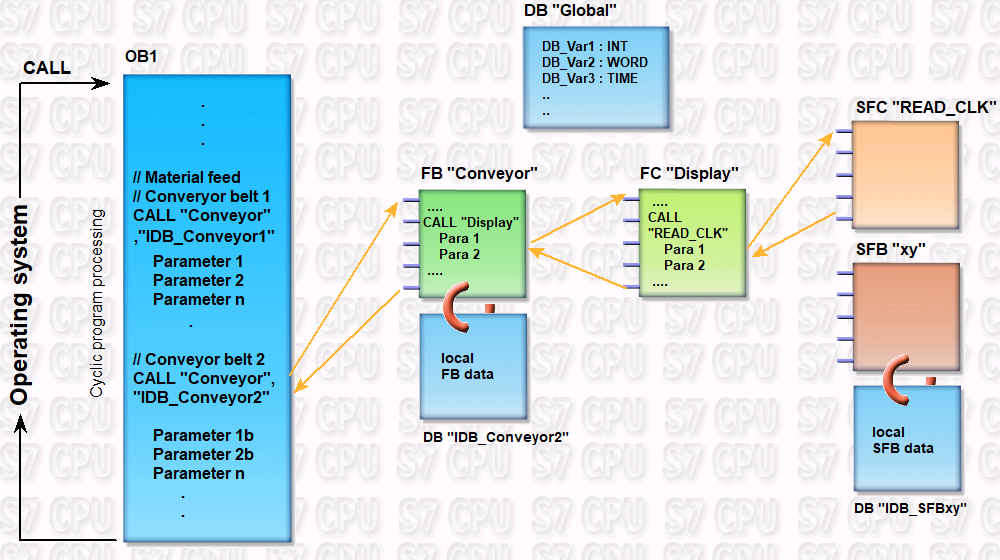 DB "Global"
DB_Var1 : INT
DB_Var2 : WORD
DB_Var3 : TIME
..
..
OB1
CALL
Operating system
Cyclic program processing
.
.
.
// Material feed
// Converyor belt 1
CALL "Conveyor"
,"IDB_Conveyor1"
Parameter 1
Parameter 2
Parameter n
.
// Conveyor belt 2
CALL "Conveyor",
"IDB_Conveyor2"
Parameter 1b
Parameter 2b
Parameter n
.
.
FB "Conveyor"
....
CALL "Display"
Para 1
Para 2
....
local
FB data
DB "IDB_Conveyor2"
FC "Display"
....
CALL
"READ_CLK"
Para 1
Para 2
....
SFC "READ_CLK"
SFB "xy"
local
SFB data
DB "IDB_SFBxy"
S7 CPU